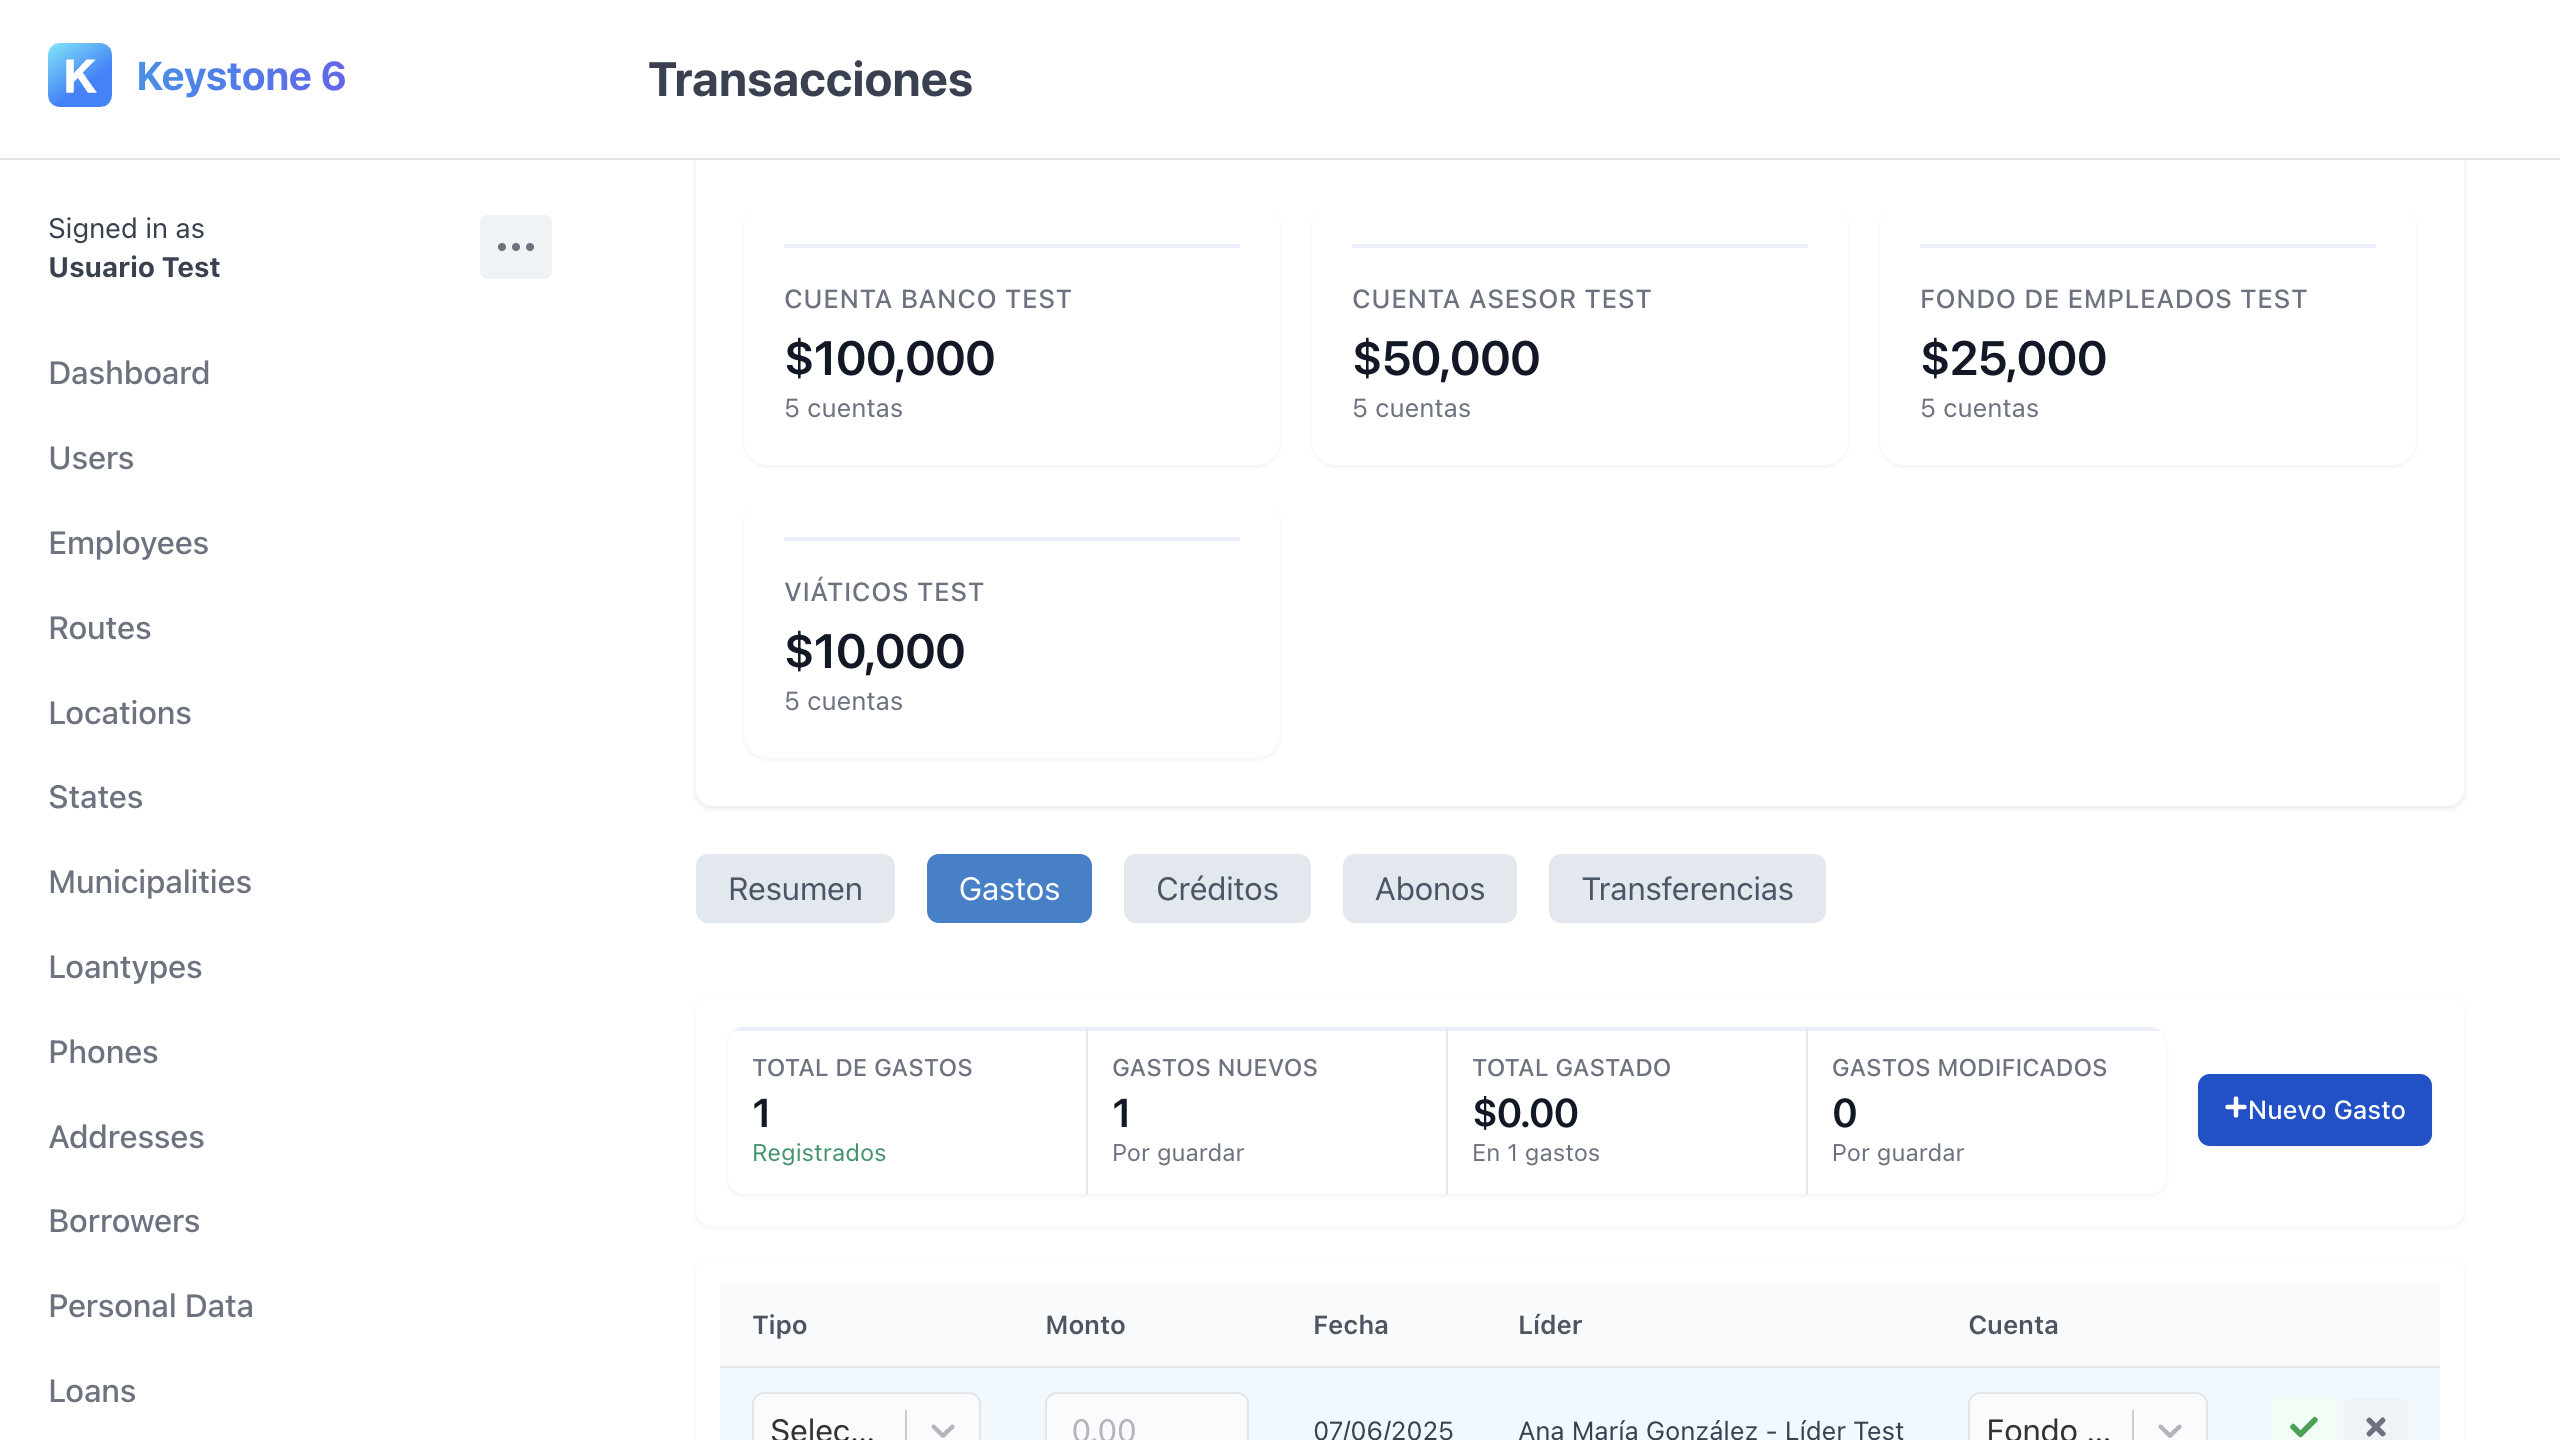 K Keystone 6
Transacciones
Signed in as
Usuario Test
Dashboard
Users
Employees
Routes
Locations
States
Municipalities
Loantypes
Phones
Addresses
Borrowers
Personal Data
Loans
CUENTA BANCO TEST
$100,000
5 cuentas
CUENTA ASESOR TEST
$50,000
5 cuentas
FONDO DE EMPLEADOS TEST
$25,000
5 cuentas
VIÁTICOS TEST
$10,000
5 cuentas
Resumen Gastos Créditos Abonos Transferencias
TOTAL DE GASTOS
1
Registrados
GASTOS NUEVOS
1
Por guardar
TOTAL GASTADO
$0.00
En 1 gastos
GASTOS MODIFICADOS
0
Por guardar
+Nuevo Gasto
Tipo Monto Fecha Líder Cuenta
Selec... 0.00 07/06/2025 Ana María González - Líder Test Fondo ...